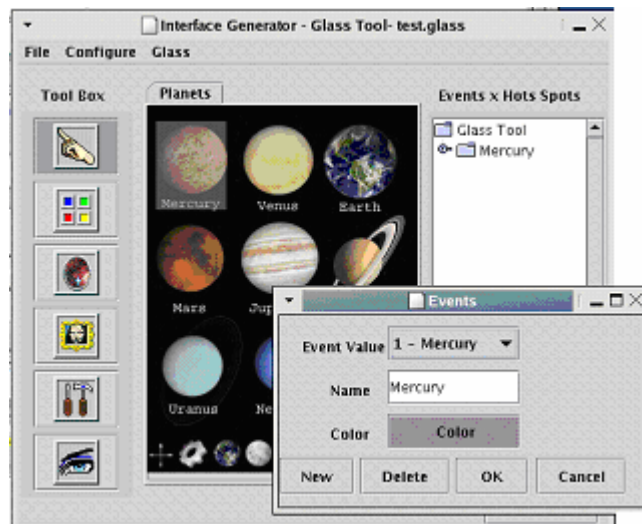 Interface Generator - Glass Tool- test.glass
File Configure Glass
Tool Box
Planets
Events x Hots Spots
Glass Tool
Mercury
Mercury Venus Earth
Mars
Uranus
Events
Event Value 1 - Mercury
Name Mercury
Color Color
New Delete OK Cancel